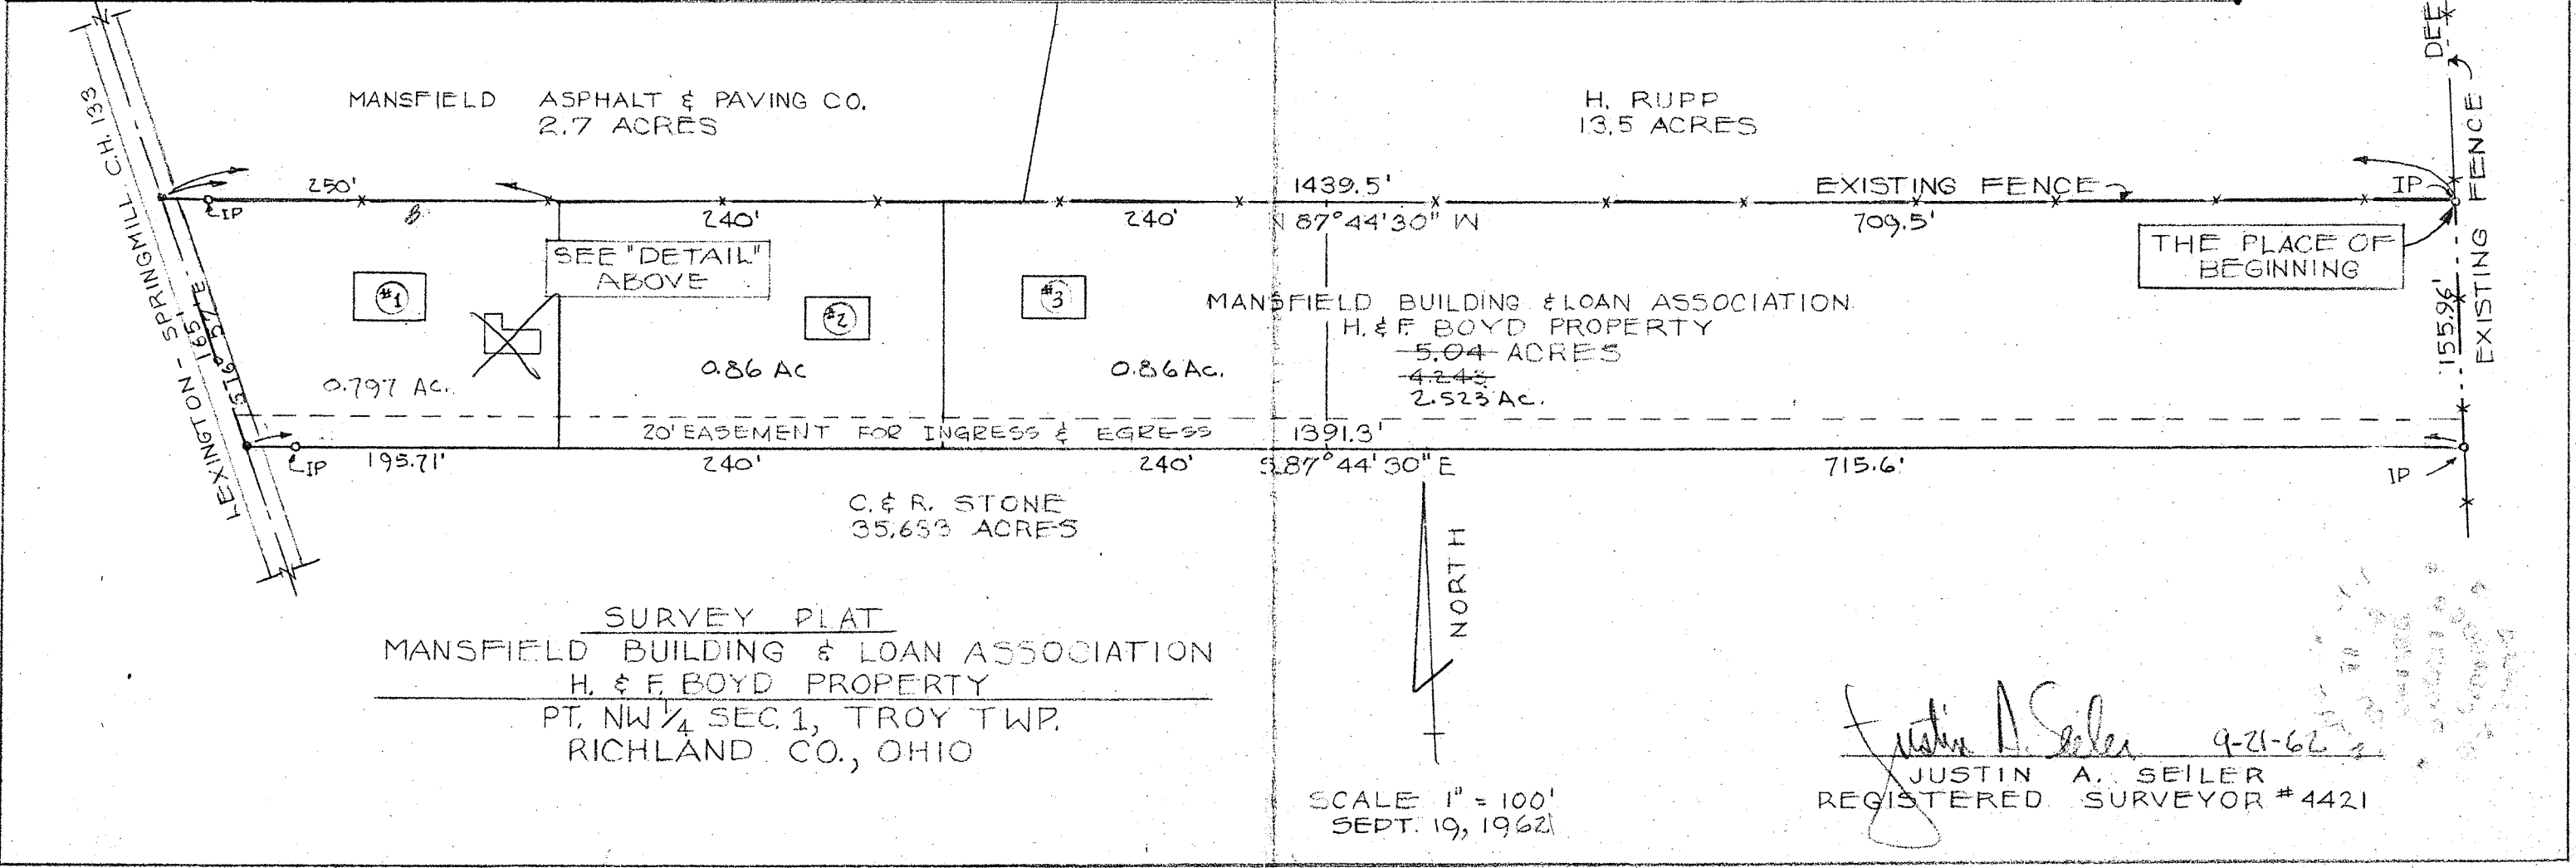 DEE
MANSFIELD ASPHALT & PAVING CO.
2.7 ACRES
H. RUPP
13.5 ACRES
LEXINGTON - SPRINGMILL C.H. 133
EXISTING FENCE
250'
IP
240'
240'
1439.5'
N 87°44'30" W
EXISTING FENCE
709.5'
IP
THE PLACE OF
BEGINNING
SEE "DETAIL"
ABOVE
#1
#2
#3
MANSFIELD BUILDING & LOAN ASSOCIATION
H. & F. BOYD PROPERTY
5.04 ACRES
4.243
2.523 Ac.
155.96'
165'
0.797 AC.
0.86 AC
0.86 Ac.
20' EASEMENT FOR INGRESS & EGRESS
1391.3'
IP
195.71'
240'
240'
S 87°44'30" E
715.6'
IP
C. & R. STONE
35.633 ACRES
NORTH
SURVEY PLAT
MANSFIELD BUILDING & LOAN ASSOCIATION
H. & F. BOYD PROPERTY
PT. NW 1/4 SEC. 1, TROY TWP.
RICHLAND CO., OHIO
SCALE 1" = 100'
SEPT. 19, 1962
Justin A. Seiler 9-21-62
JUSTIN A. SEILER
REGISTERED SURVEYOR #4421